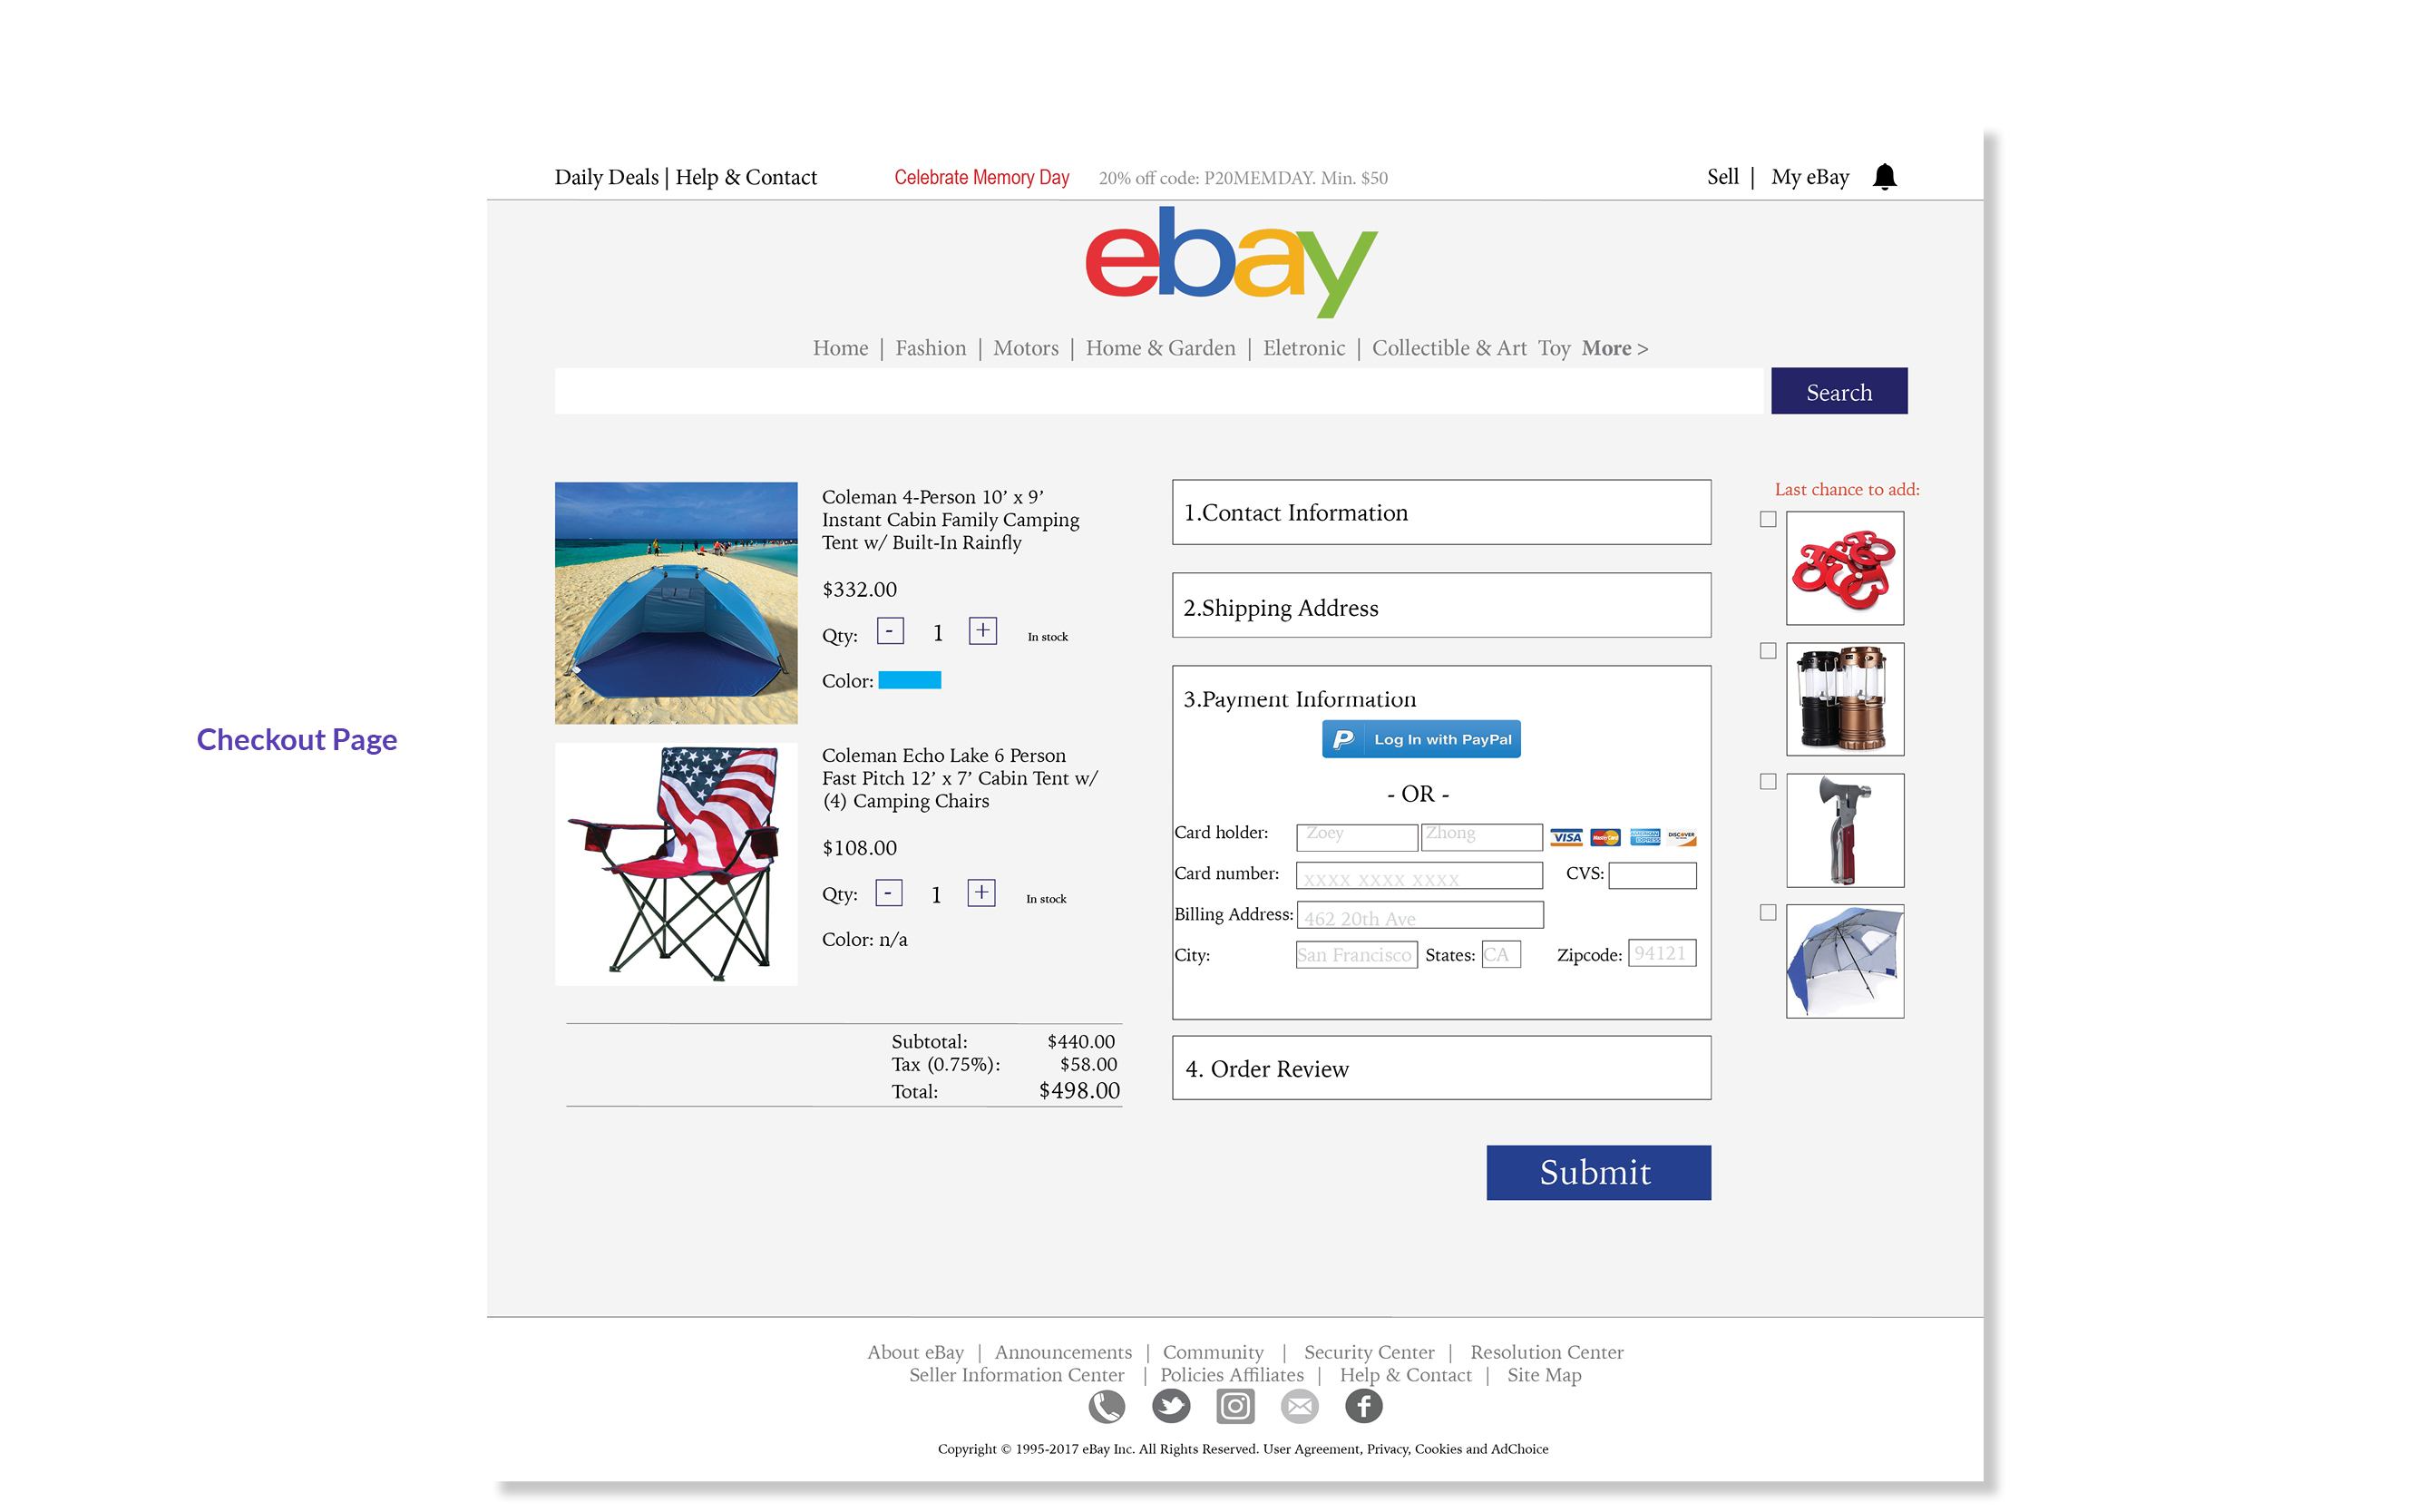 Daily Deals | Help & Contact
Celebrate Memory Day
20% off code: P20MEMDAY. Min. $50
Sell | My eBay
ebay
Home | Fashion | Motors | Home & Garden | Eletronic | Collectible & Art Toy More >
Search
Checkout Page
Coleman 4-Person 10’ x 9’
Instant Cabin Family Camping
Tent w/ Built-In Rainfly
$332.00
Qty: - 1 + In stock
Color:
Coleman Echo Lake 6 Person
Fast Pitch 12’ x 7’ Cabin Tent w/
(4) Camping Chairs
$108.00
Qty: - 1 + In stock
Color: n/a
Subtotal: $440.00
Tax (0.75%): $58.00
Total: $498.00
1.Contact Information
2.Shipping Address
3.Payment Information
P Log In with PayPal
- OR -
Card holder: Zoey Zhong VISA MasterCard AMERICAN EXPRESS DISCOVER
Card number: xxxx xxxx xxxx CVS:
Billing Address: 462 20th Ave
City: San Francisco States: CA Zipcode: 94121
4. Order Review
Submit
Last chance to add:
About eBay | Announcements | Community | Security Center | Resolution Center
Seller Information Center | Policies Affiliates | Help & Contact | Site Map
Copyright © 1995-2017 eBay Inc. All Rights Reserved. User Agreement, Privacy, Cookies and AdChoice